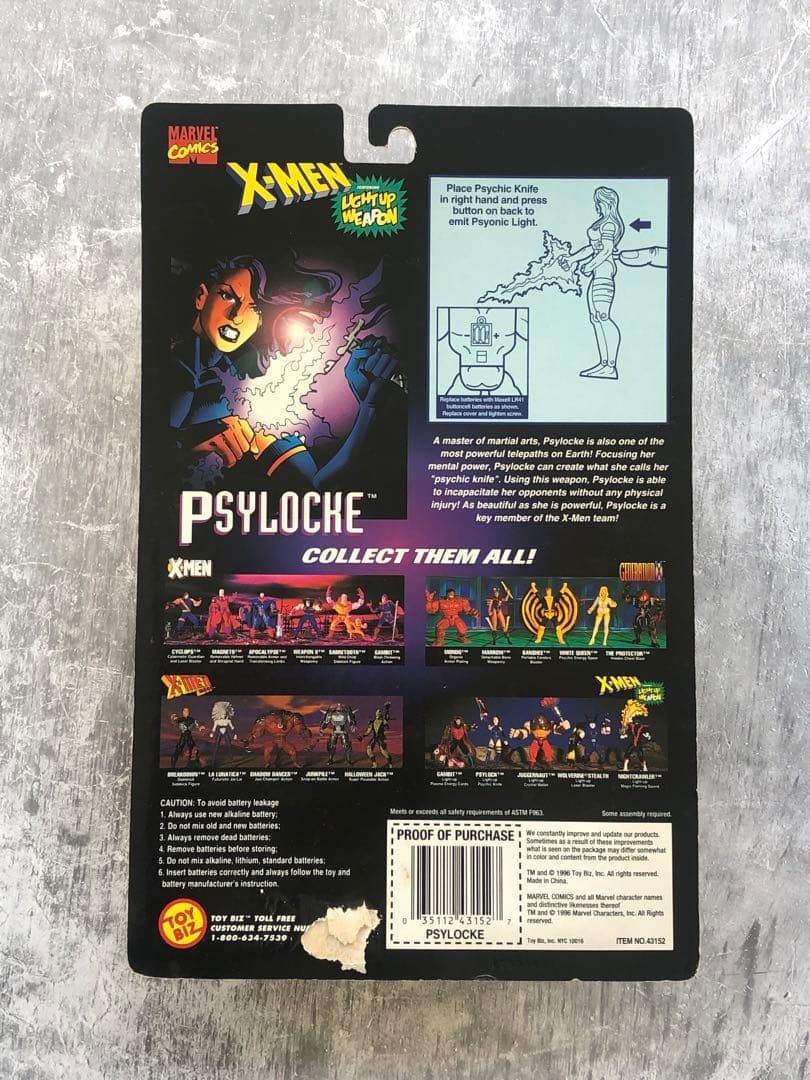 MARVEL
COMICS
X-MEN
FEATURING
LIGHT UP
WEAPON
Place Psychic Knife
in right hand and press
button on back to
emit Psyonic Light.
Replace batteries with Maxell LR41
buttoncell batteries as shown.
Replace cover and tighten screw.
A master of martial arts, Psylocke is also one of the
most powerful telepaths on Earth! Focusing her
mental power, Psylocke can create what she calls her
"psychic knife". Using this weapon, Psylocke is able
to incapacitate her opponents without any physical
injury! As beautiful as she is powerful, Psylocke is a
key member of the X-Men team!
PSYLOCKE™
COLLECT THEM ALL!
X-MEN
CYCLOPS™ MAGNETO™ APOCALYPSE™ WEAPON X™ SABRETOOTH™ GAMBIT™
GENERATION X
MONDO™ MARROW™ BANSHEE™ WHITE QUEEN™ THE PROTECTOR™
X-MEN
BREAKDOWN™ LA LUNATICA™ SHADOW DANCER™ JUNKPILE™ HALLOWEEN JACK™
X-MEN
LIGHT UP
WEAPON
GAMBIT™ PSYLOCK™ JUGGERNAUT™ WOLVERINE™STEALTH NIGHTCRAWLER™
CAUTION: To avoid battery leakage
1. Always use new alkaline battery;
2. Do not mix old and new batteries;
3. Always remove dead batteries;
4. Remove batteries before storing;
5. Do not mix alkaline, lithium, standard batteries;
6. Insert batteries correctly and always follow the toy and
battery manufacturer's instruction.
Meets or exceeds all safety requirements of ASTM F963.
Some assembly required.
PROOF OF PURCHASE
0 35112 43152 7
PSYLOCKE
We constantly improve and update our products.
Sometimes as a result of these improvements
what is seen on the package may differ somewhat
in color and content from the product inside.
TM and © 1996 Toy Biz, Inc. All rights reserved.
Made in China.
MARVEL COMICS and all Marvel character names
and distinctive likenesses thereof
TM and © 1996 Marvel Characters, Inc. All Rights
reserved.
Toy Biz, Inc. NYC 10016
ITEM NO.43152
TOY
BIZ
TOY BIZ™ TOLL FREE
CUSTOMER SERVICE
1-800-634-7539